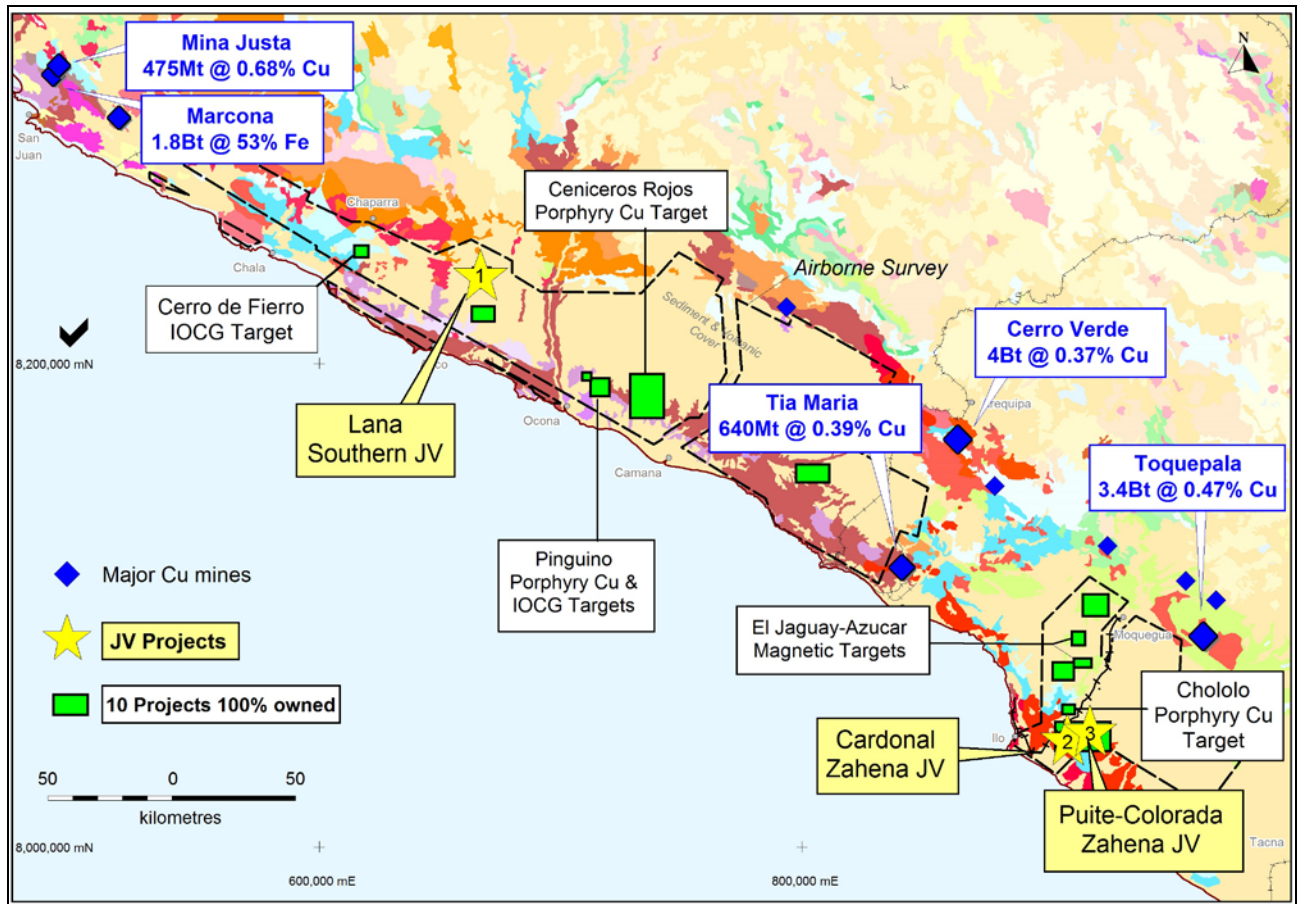 Mina Justa
475Mt @ 0.68% Cu
Marcona
1.8Bt @ 53% Fe
N
San
Juan
Ceniceros Rojos
Porphyry Cu Target
Chaparra
Airborne Survey
Chala
1
Cerro de Fierro
IOCG Target
Sediment & Volcanic
Cover
Cerro Verde
4Bt @ 0.37% Cu
8,200,000 mN
Tia Maria
640Mt @ 0.39% Cu
Lana
Southern JV
Ocona
Camana
Toquepala
3.4Bt @ 0.47% Cu
Pinguino
Porphyry Cu &
IOCG Targets
Major Cu mines
JV Projects
10 Projects 100% owned
El Jaguay-Azucar
Magnetic Targets
Moquegua
Chololo
Porphyry Cu
Target
Ilo
2
3
Cardonal
Zahena JV
Puite-Colorada
Zahena JV
50 0 50
kilometres
8,000,000 mN
600,000 mE
800,000 mE
Tacna